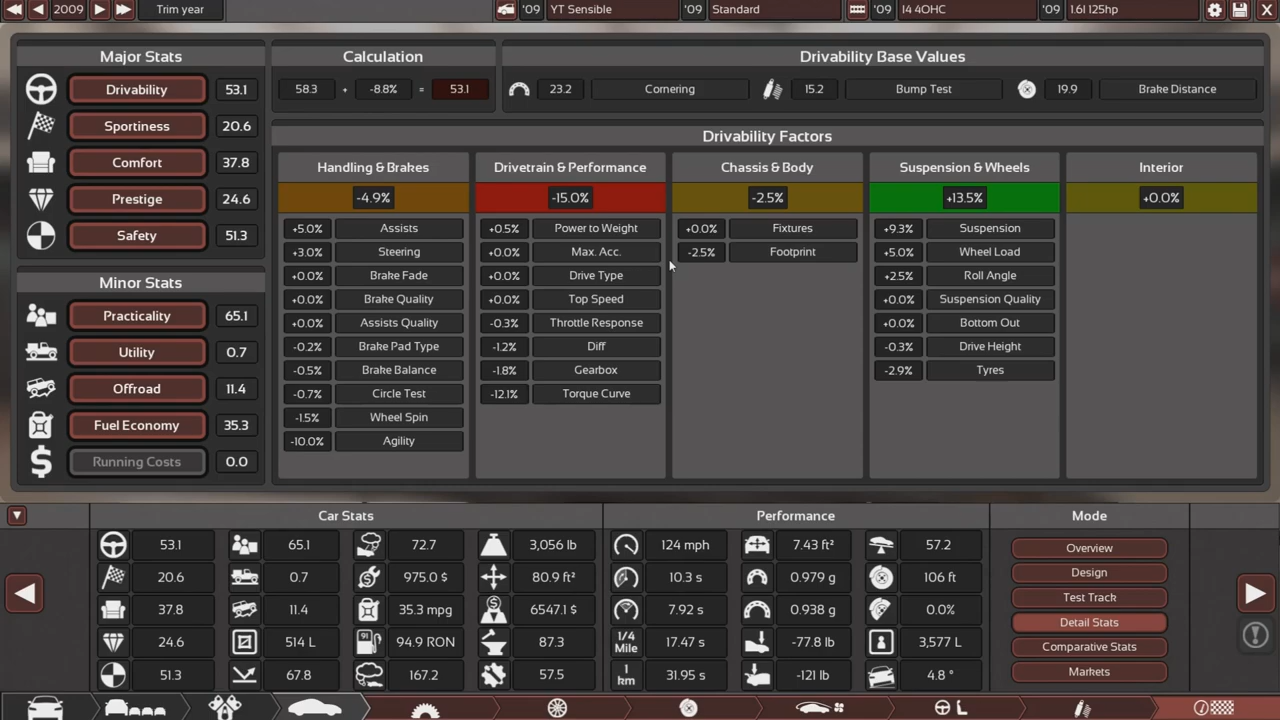 2009 Trim year '09 YT Sensible '09 Standard '09 I4 4OHC '09 1.6l 125hp
Major Stats
Drivability 53.1
Sportiness 20.6
Comfort 37.8
Prestige 24.6
Safety 51.3
Minor Stats
Practicality 65.1
Utility 0.7
Offroad 11.4
Fuel Economy 35.3
$ Running Costs 0.0
Calculation
58.3 + -8.8% = 53.1
Drivability Base Values
23.2 Cornering 15.2 Bump Test 19.9 Brake Distance
Drivability Factors
Handling & Brakes
-4.9%
+5.0% Assists
+3.0% Steering
+0.0% Brake Fade
+0.0% Brake Quality
+0.0% Assists Quality
-0.2% Brake Pad Type
-0.5% Brake Balance
-0.7% Circle Test
-1.5% Wheel Spin
-10.0% Agility
Drivetrain & Performance
-15.0%
+0.5% Power to Weight
+0.0% Max. Acc.
+0.0% Drive Type
+0.0% Top Speed
-0.3% Throttle Response
-1.2% Diff
-1.8% Gearbox
-12.1% Torque Curve
Chassis & Body
-2.5%
+0.0% Fixtures
-2.5% Footprint
Suspension & Wheels
+13.5%
+9.3% Suspension
+5.0% Wheel Load
+2.5% Roll Angle
+0.0% Suspension Quality
+0.0% Bottom Out
-0.3% Drive Height
-2.9% Tyres
Interior
+0.0%
Car Stats
53.1 65.1 72.7 3,056 lb
20.6 0.7 975.0 $ 80.9 ft²
37.8 11.4 35.3 mpg $ 6547.1 $
24.6 514 L 91 94.9 RON 87.3
51.3 67.8 167.2 57.5
Performance
124 mph 7.43 ft² 57.2
10.3 s 0.979 g 106 ft
7.92 s 0.938 g 0.0%
1/4 Mile 17.47 s -77.8 lb 3,577 L
1 km 31.95 s -121 lb 4.8 °
Mode
Overview
Design
Test Track
Detail Stats
Comparative Stats
Markets